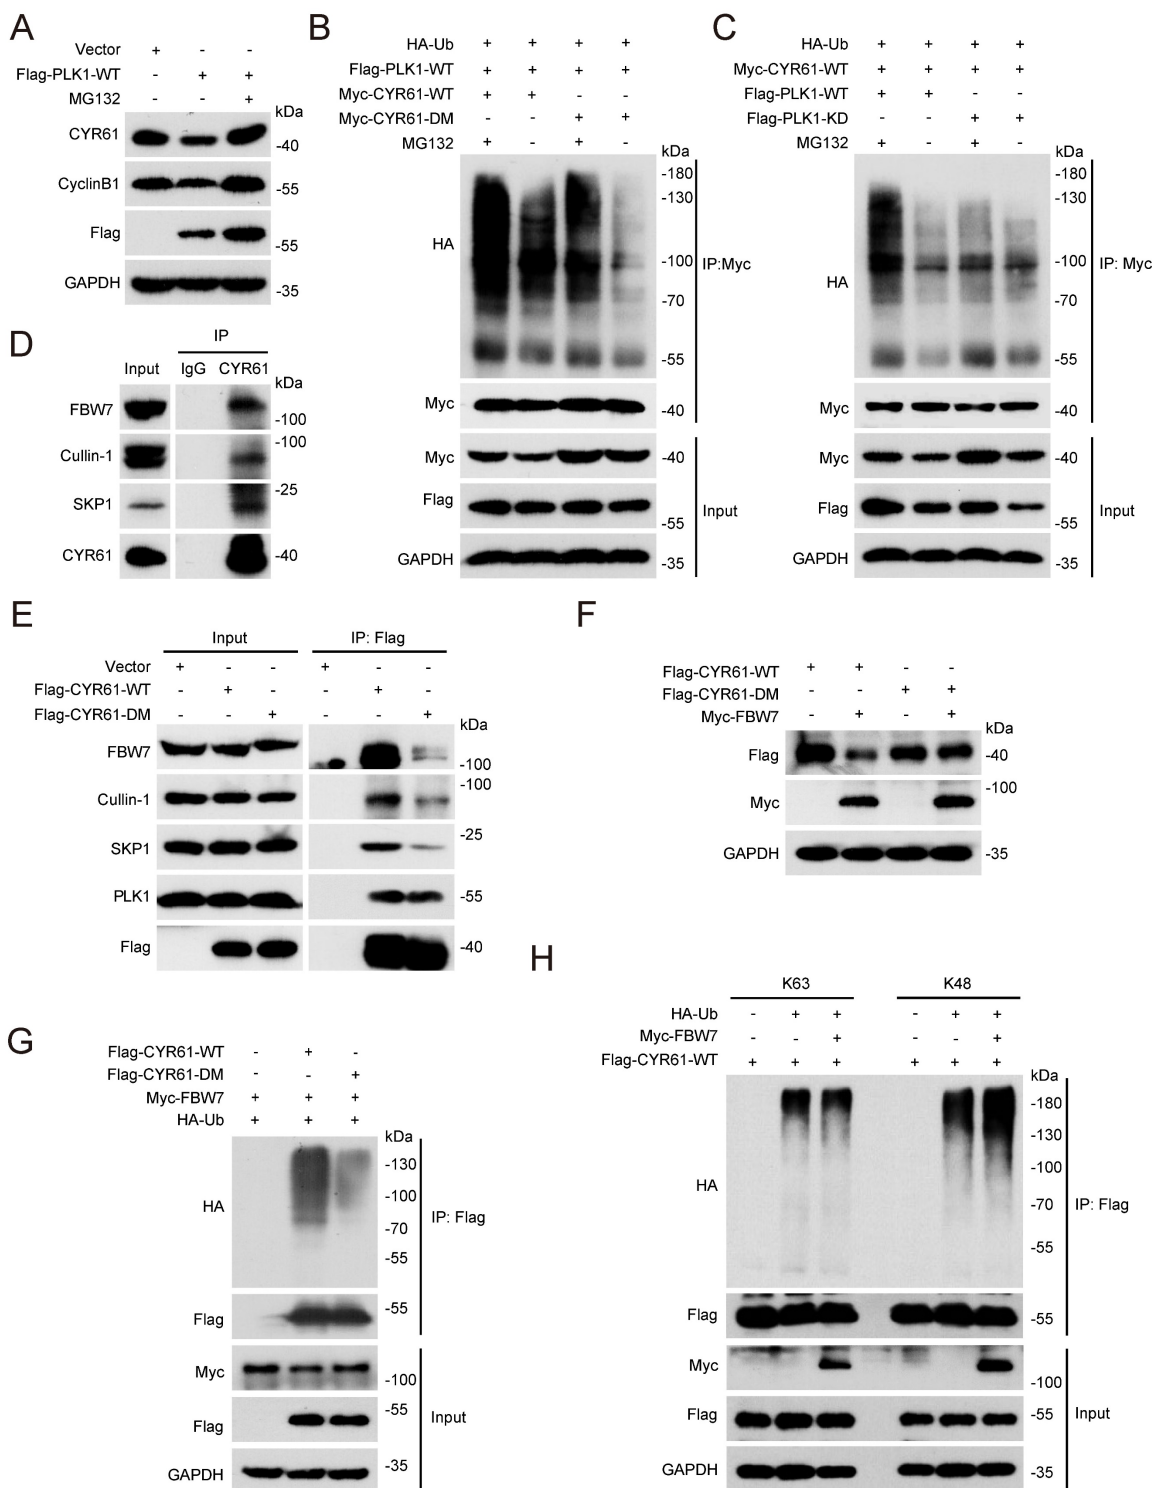 A
Vector + - -
Flag-PLK1-WT - + +
MG132 - - +
kDa
CYR61 -40
CyclinB1 -55
Flag -55
GAPDH -35
B
HA-Ub + + + +
Flag-PLK1-WT + + + +
Myc-CYR61-WT + + - -
Myc-CYR61-DM - - + +
MG132 + - + -
kDa
-180
-130
HA
-100 IP:Myc
-70
-55
Myc -40
Myc -40
Flag -55 Input
GAPDH -35
C
HA-Ub + + + +
Myc-CYR61-WT + + + +
Flag-PLK1-WT + + - -
Flag-PLK1-KD - - + +
MG132 + - + -
kDa
-180
-130
-100 IP: Myc
HA
-70
-55
Myc -40
Myc -40
Flag -55 Input
GAPDH -35
D
IP
Input IgG CYR61
kDa
FBW7 -100
-100
Cullin-1
-25
SKP1
CYR61 -40
E
Input IP: Flag
Vector + - - + - -
Flag-CYR61-WT - + - - + -
Flag-CYR61-DM - - + - - +
kDa
FBW7 -100
-100
Cullin-1
-25
SKP1
PLK1 -55
Flag -40
F
Flag-CYR61-WT + + - -
Flag-CYR61-DM - - + +
Myc-FBW7 - + - +
kDa
Flag -40
-100
Myc
GAPDH -35
G
Flag-CYR61-WT - + -
Flag-CYR61-DM - - +
Myc-FBW7 + + +
HA-Ub + + +
kDa
-130
-100
HA IP: Flag
-70
-55
-55
Flag
Myc -100
-55
Flag Input
GAPDH -35
H
K63 K48
HA-Ub - + + - + +
Myc-FBW7 - - + - - +
Flag-CYR61-WT + + + + + +
kDa
-180
-130
-100
HA
-70 IP: Flag
-55
Flag -55
Myc -100
Flag -55 Input
GAPDH -35